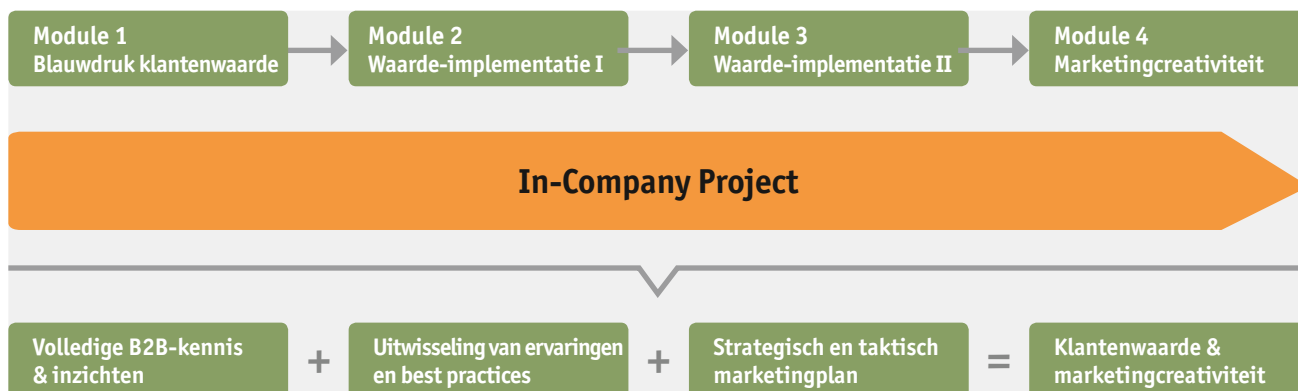 Module 1
Blauwdruk klantenwaarde
Module 2
Waarde-implementatie I
Module 3
Waarde-implementatie II
Module 4
Marketingcreativiteit
In-Company Project
Volledige B2B-kennis
& inzichten
+
Uitwisseling van ervaringen
en best practices
+
Strategisch en taktisch
marketingplan
=
Klantenwaarde &
marketingcreativiteit